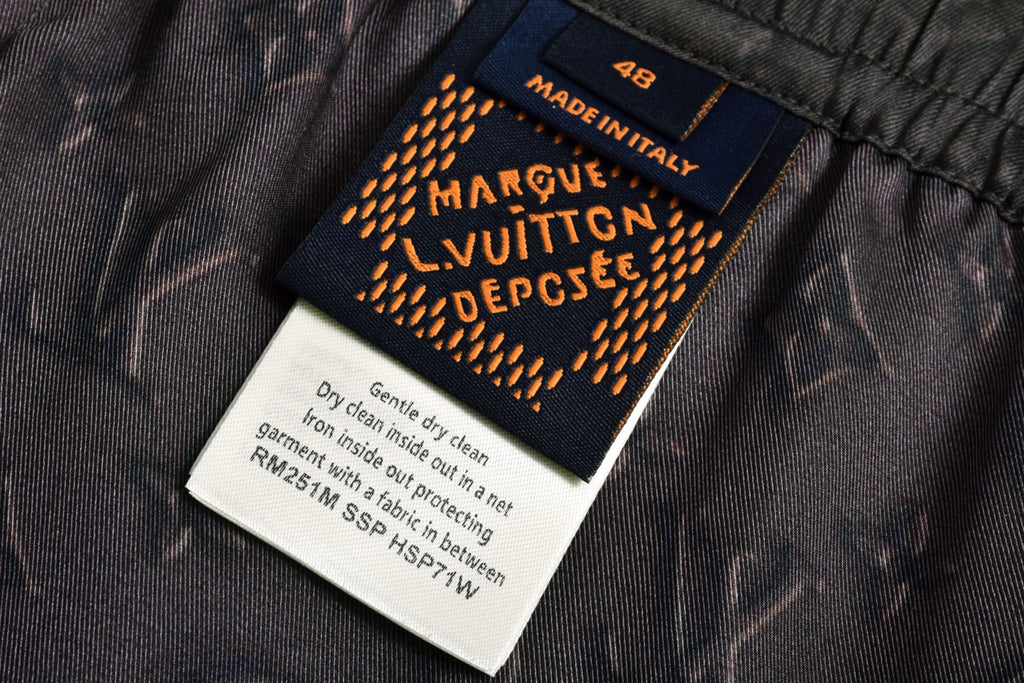 48
MADE IN ITALY
MARQUE
L.VUITTON
DEPOSÉE
Gentle dry clean
Dry clean inside out in a net
Iron inside out protecting
garment with a fabric in between
RM251M SSP HSP71W